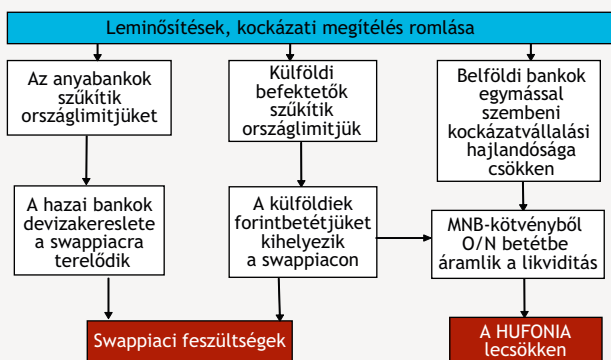 Leminősítések, kockázati megítélés romlása
Az anyabankok
szűkítik
országlimitjüket
Külföldi
befektetők
szűkítik
országlimitjük
Belföldi bankok
egymással
szembeni
kockázatvállalási
hajlandósága
csökken
A hazai bankok
devizakereslete
a swappiacra
terelődik
A külföldiek
forintbetétjüket
kihelyezik
a swappiacon
MNB-kötvényből
O/N betétbe
áramlik a likviditás
Swappiaci feszültségek
A HUFONIA
lecsökken